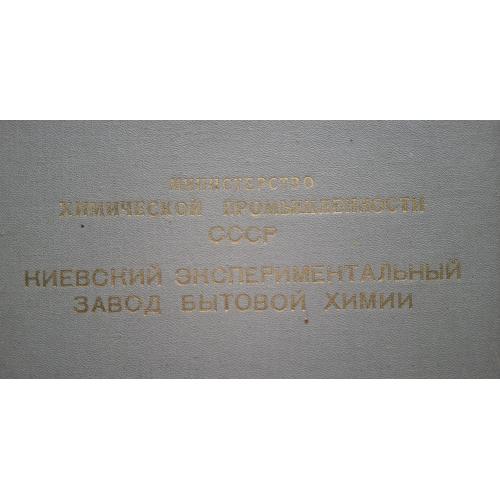 МИНИСТЕРСТВО
ХИМИЧЕСКОЙ ПРОМЫШЛЕННОСТИ
СССР
КИЕВСКИЙ ЭКСПЕРИМЕНТАЛЬНЫЙ
ЗАВОД БЫТОВОЙ ХИМИИ